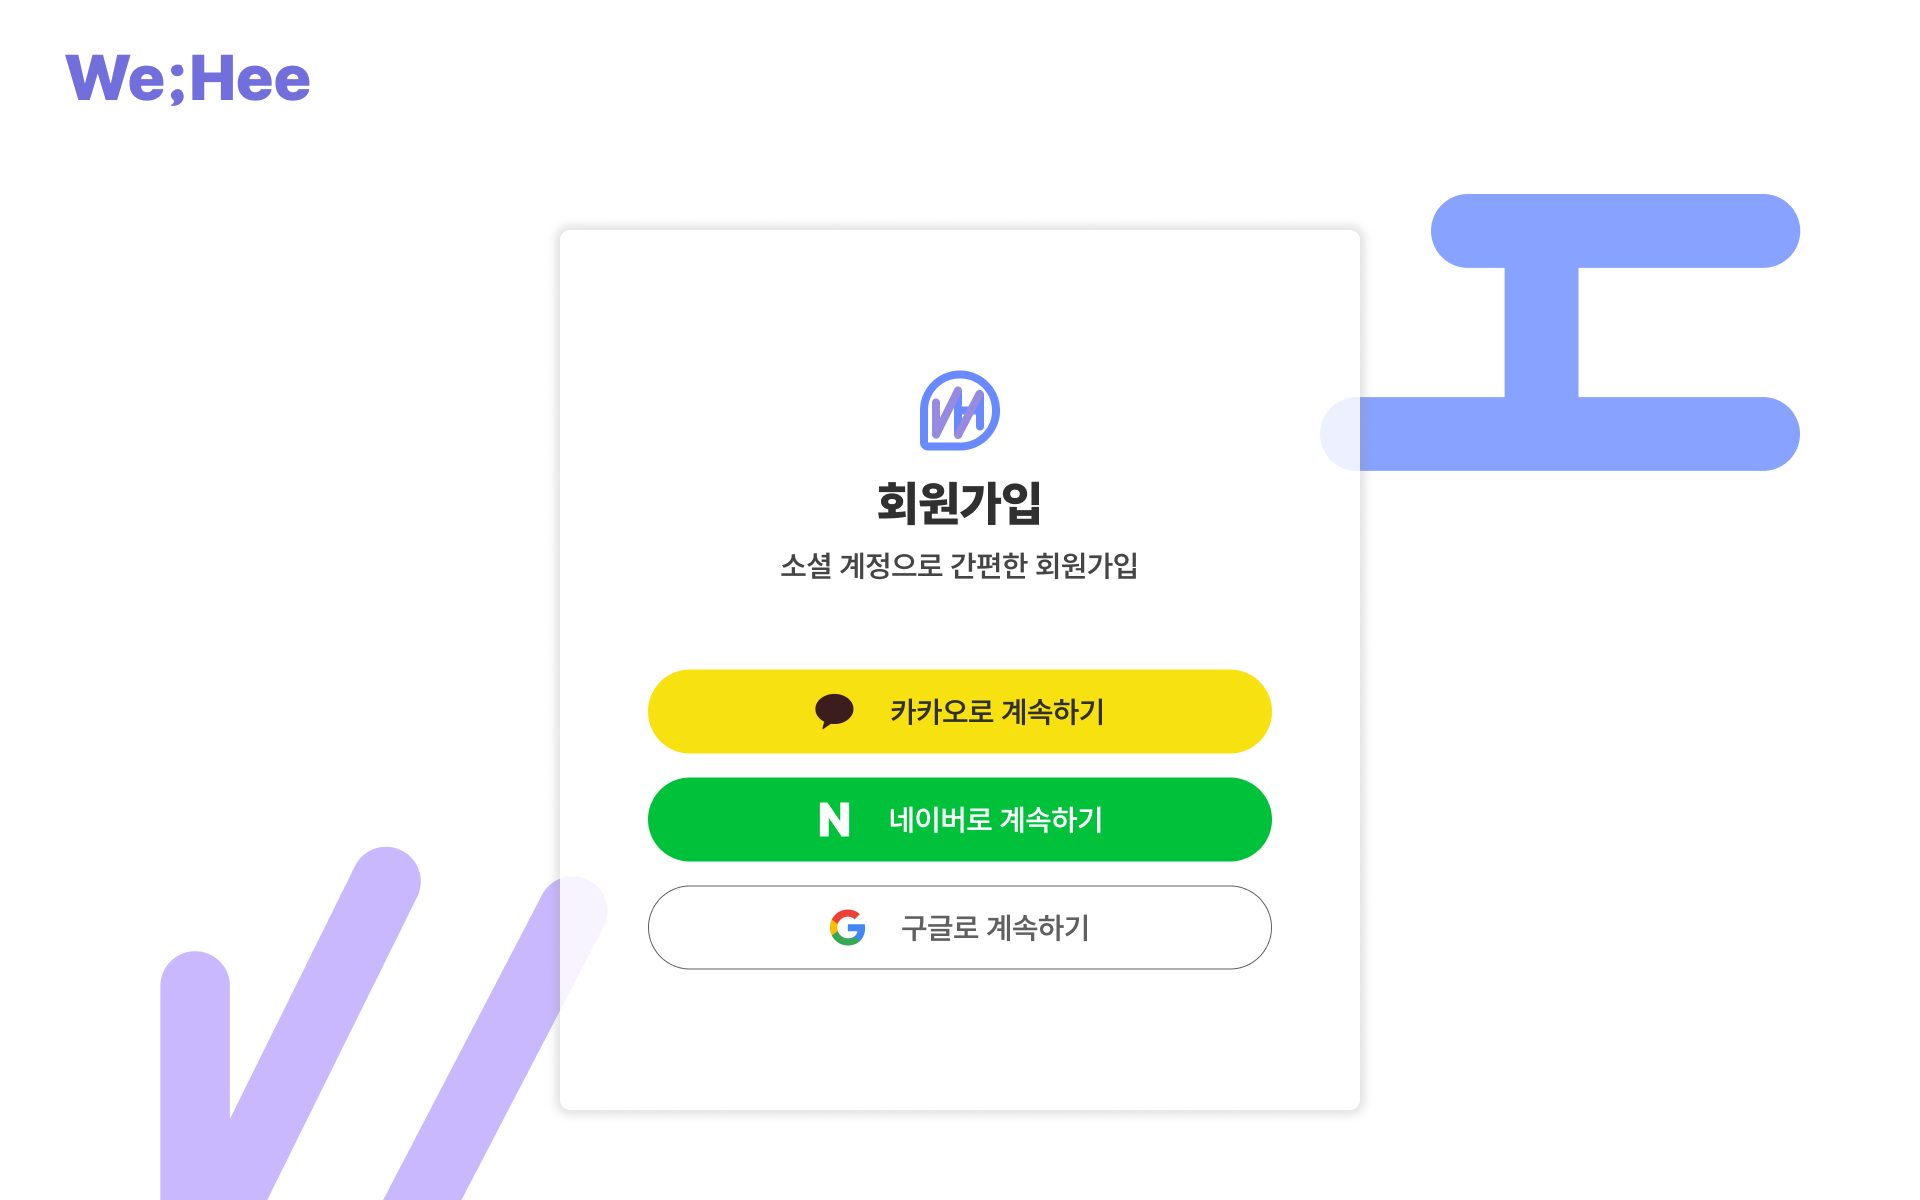 We;Hee
회원가입
소셜 계정으로 간편한 회원가입
카카오로 계속하기
N 네이버로 계속하기
G 구글로 계속하기